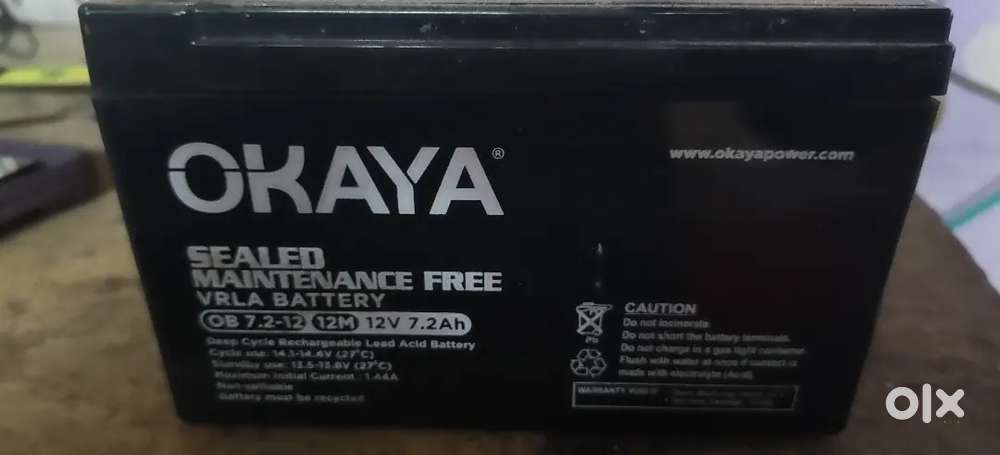 OKAYA®
www.okayapower.com
SEALED
MAINTENANCE FREE
VRLA BATTERY
OB 7.2-12 12M 12V 7.2Ah
Deep Cycle Rechargeable Lead Acid Battery
Cycle use: 14.1-14.4V (27°C)
Standby use: 13.5-13.8V (27°C)
Maximum Initial Current: 1.44A
Non-spillable
Battery must be recycled
Pb
CAUTION
Do not incinerate
Do not short the battery terminals
Do not charge in a gas tight container
Flush with water at once if contact is
made with electrolyte (Acid)
WARRANTY VOID IF
olx